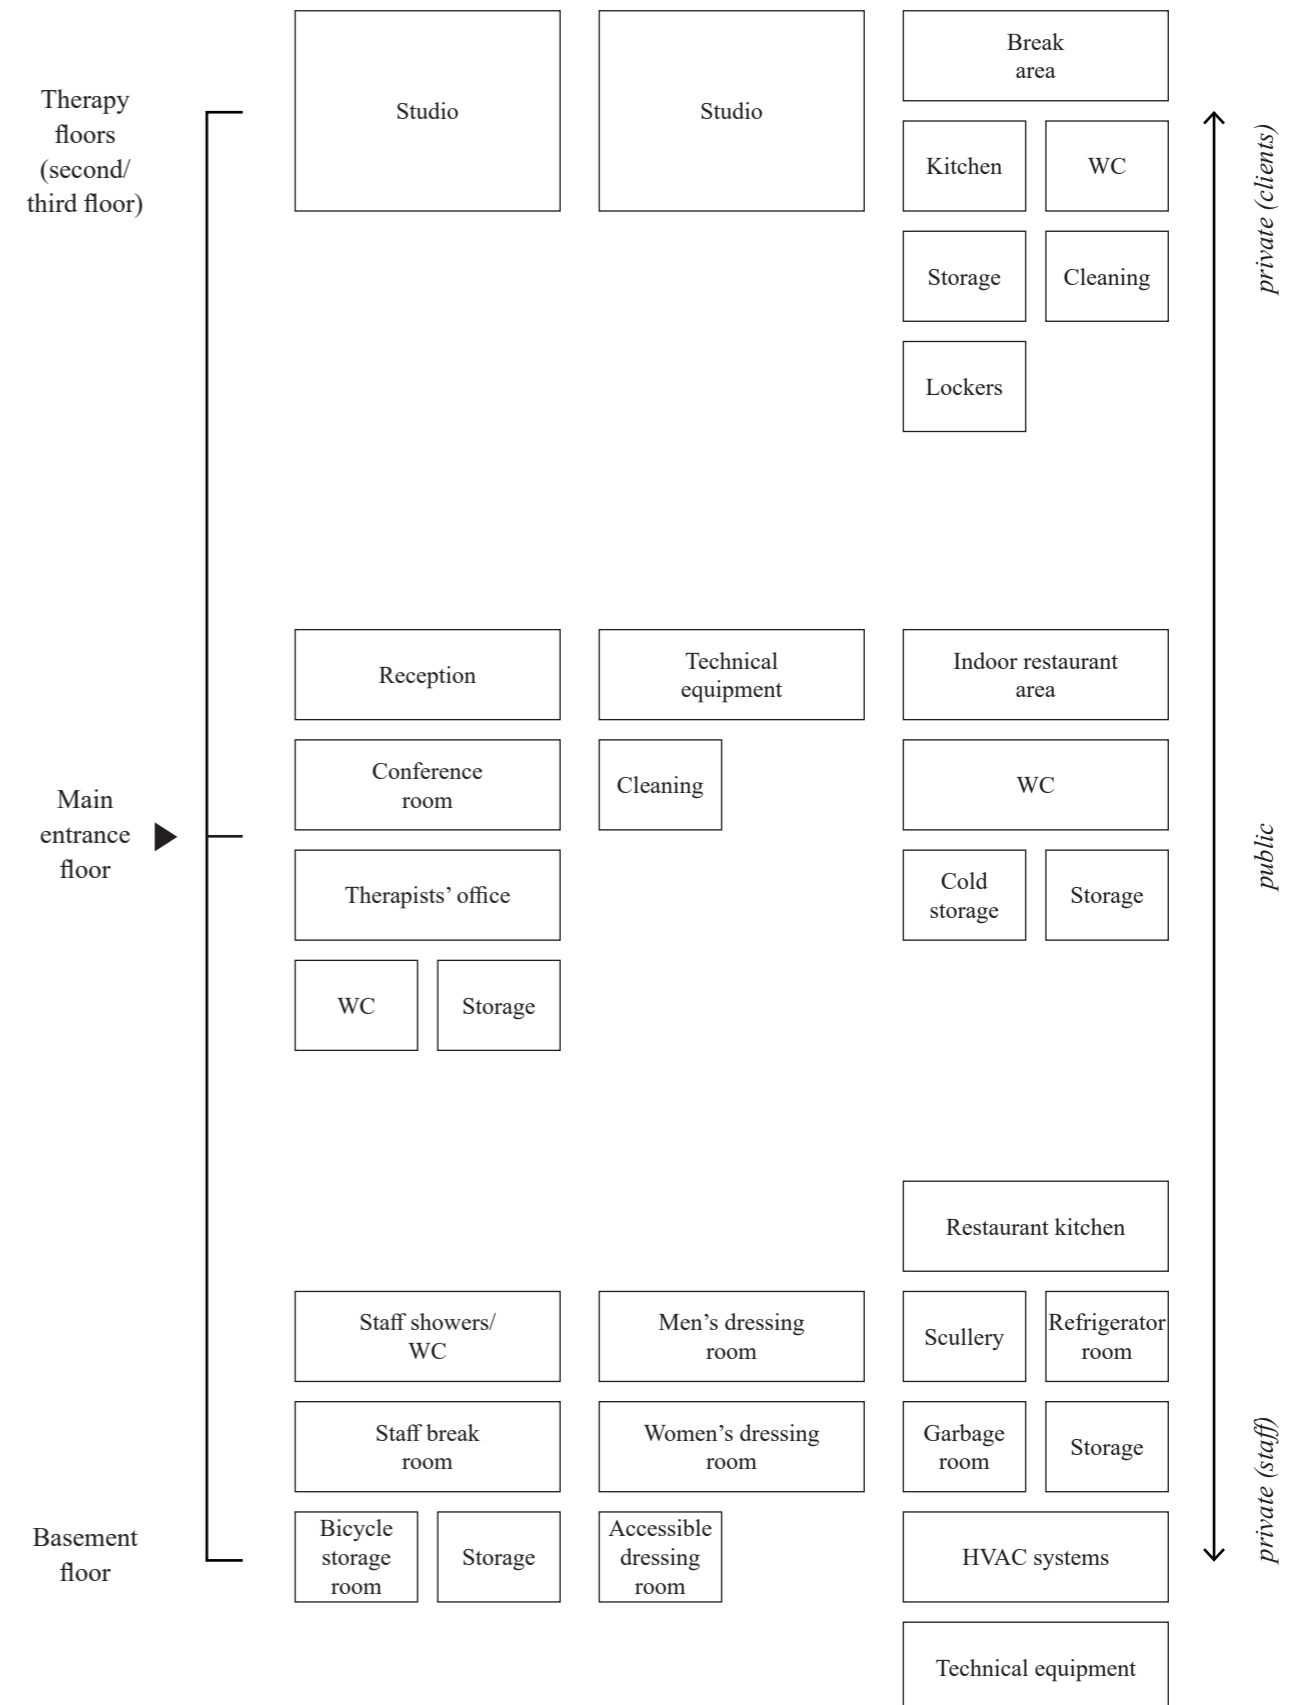 Therapy
floors
(second/
third floor)
Studio
Studio
Break
area
Kitchen
WC
Storage
Cleaning
Lockers
private (clients)
Main
entrance
floor
Reception
Technical
equipment
Indoor restaurant
area
Conference
room
Cleaning
WC
Therapists’ office
Cold
storage
Storage
WC
Storage
public
Basement
floor
Restaurant kitchen
Staff showers/
WC
Men’s dressing
room
Scullery
Refrigerator
room
Staff break
room
Women’s dressing
room
Garbage
room
Storage
Bicycle
storage
room
Storage
Accessible
dressing
room
HVAC systems
Technical equipment
private (staff)